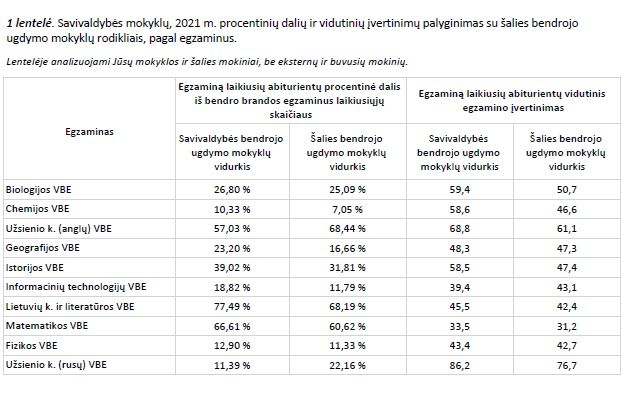 1 lentelė. Savivaldybės mokyklų, 2021 m. procentinių dalių ir vidutinių įvertinimų palyginimas su šalies bendrojo
ugdymo mokyklų rodikliais, pagal egzaminus.
Lentelėje analizuojami Jūsų mokyklos ir šalies mokiniai, be eksternų ir buvusių mokinių.
Egzaminas
Egzaminą laikiusių abiturientų procentinė dalis
iš bendro brandos egzaminus laikiusiųjų
skaičiaus
Egzaminą laikiusių abiturientų vidutinis
egzamino įvertinimas
Savivaldybės bendrojo
ugdymo mokyklų
vidurkis
Šalies bendrojo
ugdymo mokyklų
vidurkis
Savivaldybės
bendrojo ugdymo
mokyklų vidurkis
Šalies bendrojo
ugdymo mokyklų
vidurkis
Biologijos VBE 26,80 % 25,09 % 59,4 50,7
Chemijos VBE 10,33 % 7,05 % 58,6 46,6
Užsienio k. (anglų) VBE 57,03 % 68,44 % 68,8 61,1
Geografijos VBE 23,20 % 16,66 % 48,3 47,3
Istorijos VBE 39,02 % 31,81 % 58,5 47,4
Informacinių technologijų VBE 18,82 % 11,79 % 39,4 43,1
Lietuvių k. ir literatūros VBE 77,49 % 68,19 % 45,5 42,4
Matematikos VBE 66,61 % 60,62 % 33,5 31,2
Fizikos VBE 12,90 % 11,33 % 43,4 42,7
Užsienio k. (rusų) VBE 11,39 % 22,16 % 86,2 76,7